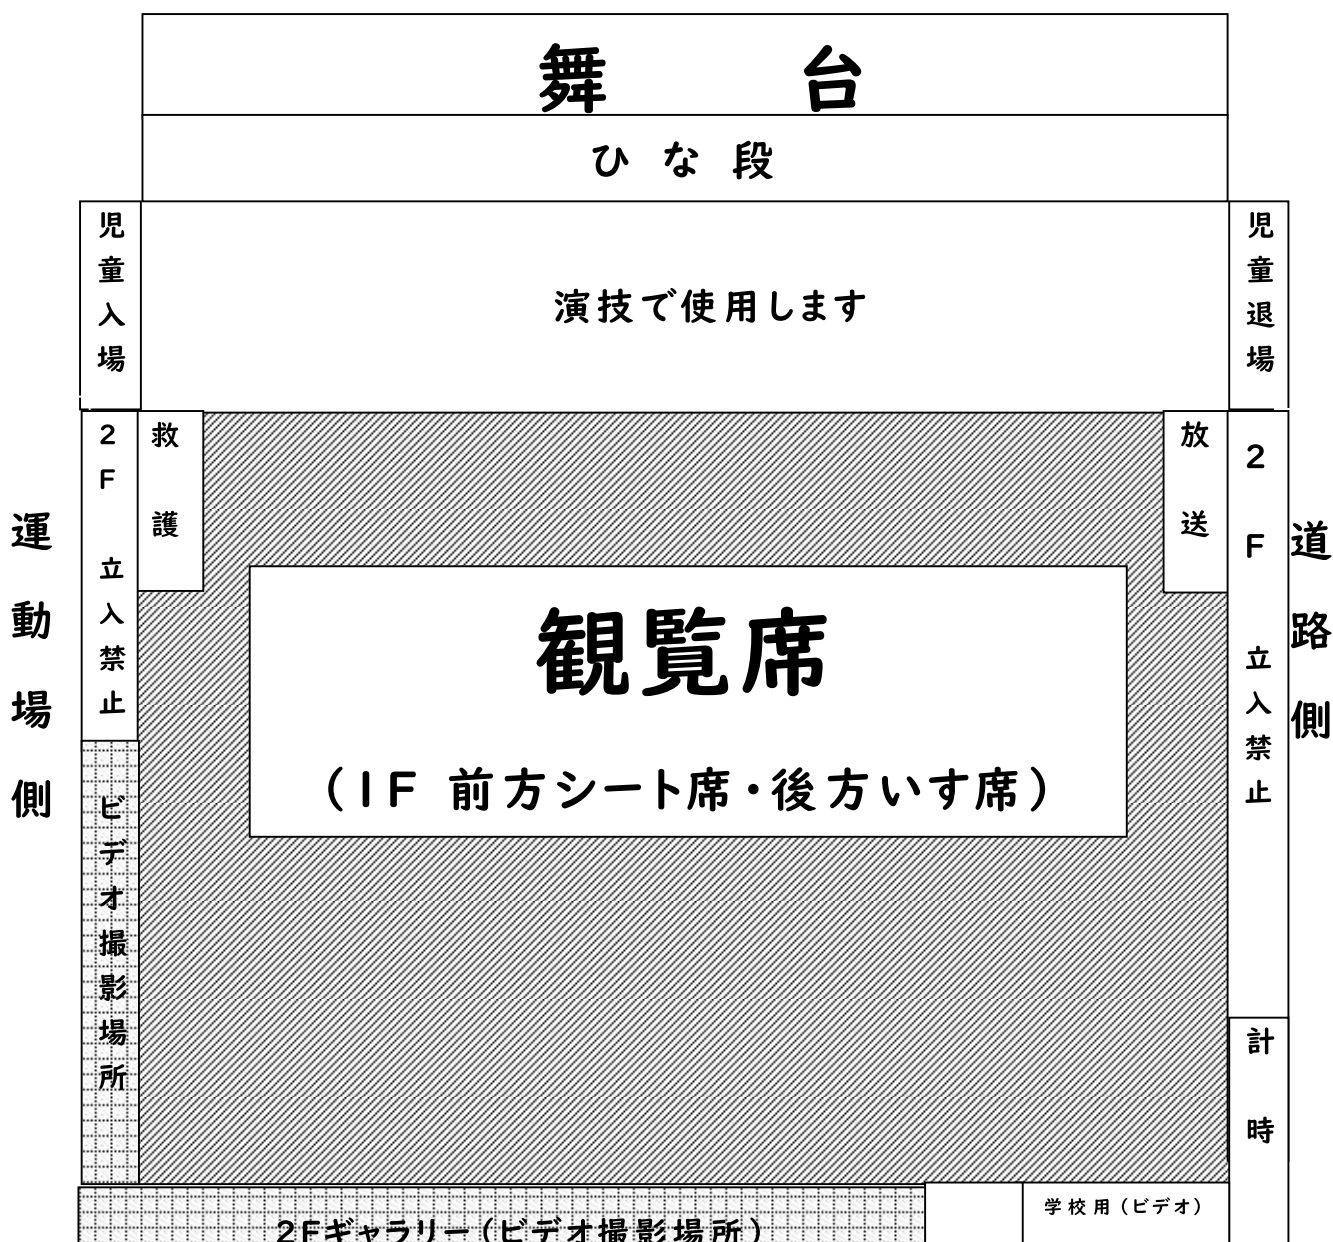 舞　台
ひな段
児童入場
演技で使用します
児童退場
運動場側
2F 立入禁止
救護
放送
2F 立入禁止
道路側
観覧席
（1F 前方シート席・後方いす席）
ビデオ撮影場所
計時
学校用（ビデオ）
2Fギャラリー（ビデオ撮影場所）